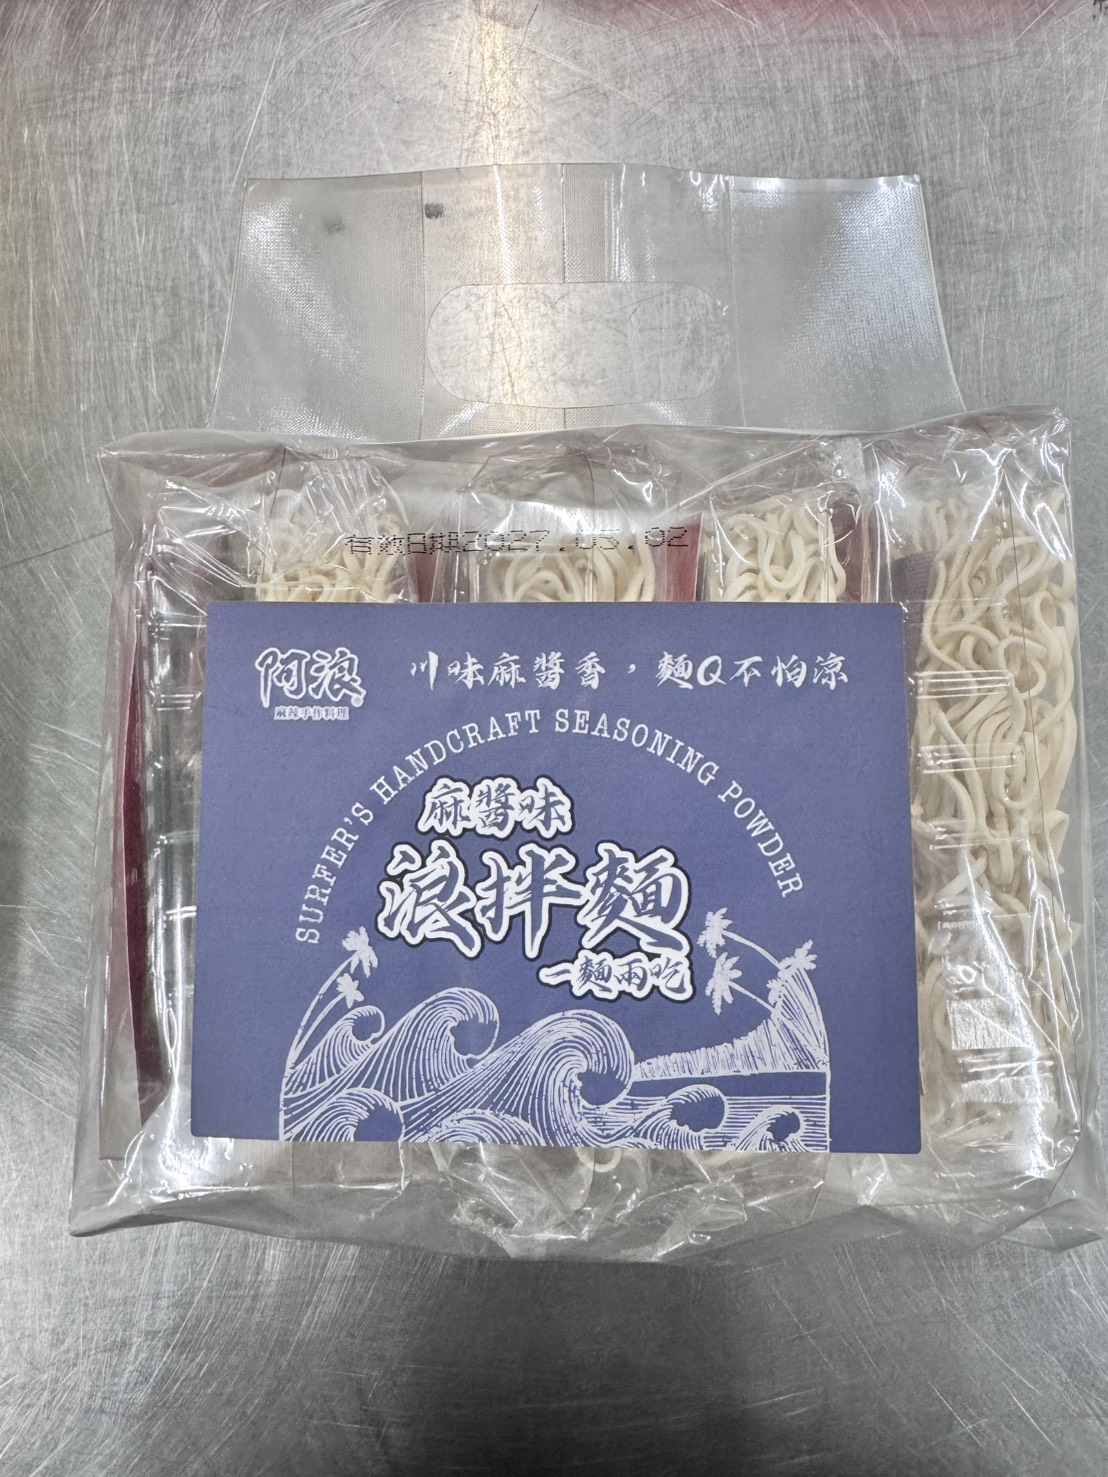 有效日期2027.05.02
阿浪
麻辣手作料理
川味麻醬香，麵Q不怕涼
SURFER'S HANDCRAFT SEASONING POWDER
麻醬味
浪拌麵
一麵兩吃